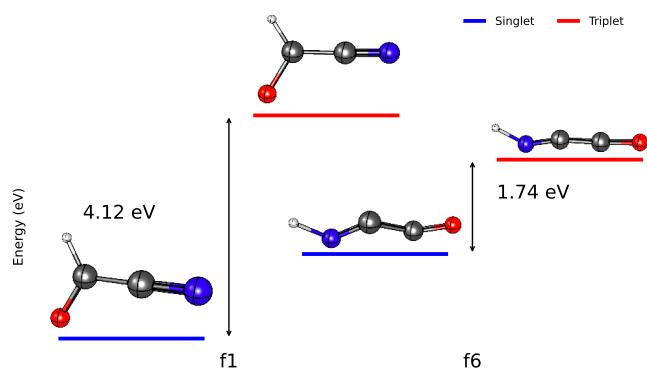 Singlet
Triplet
Energy (eV)
4.12 eV
1.74 eV
f1
f6